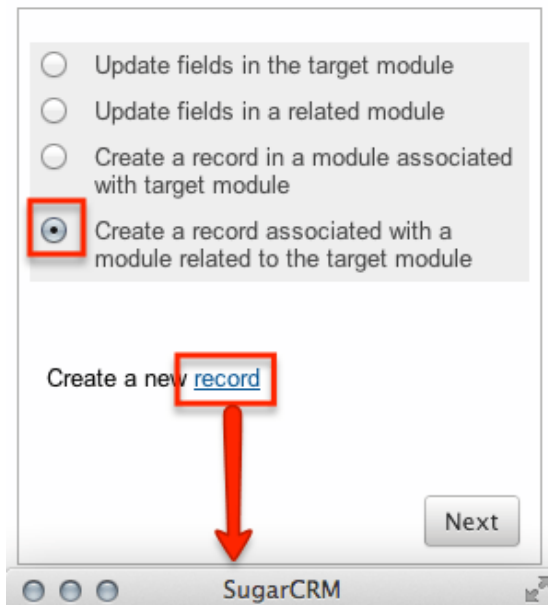 Update fields in the target module
Update fields in a related module
Create a record in a module associated
with target module
Create a record associated with a
module related to the target module
Create a new record
Next
SugarCRM